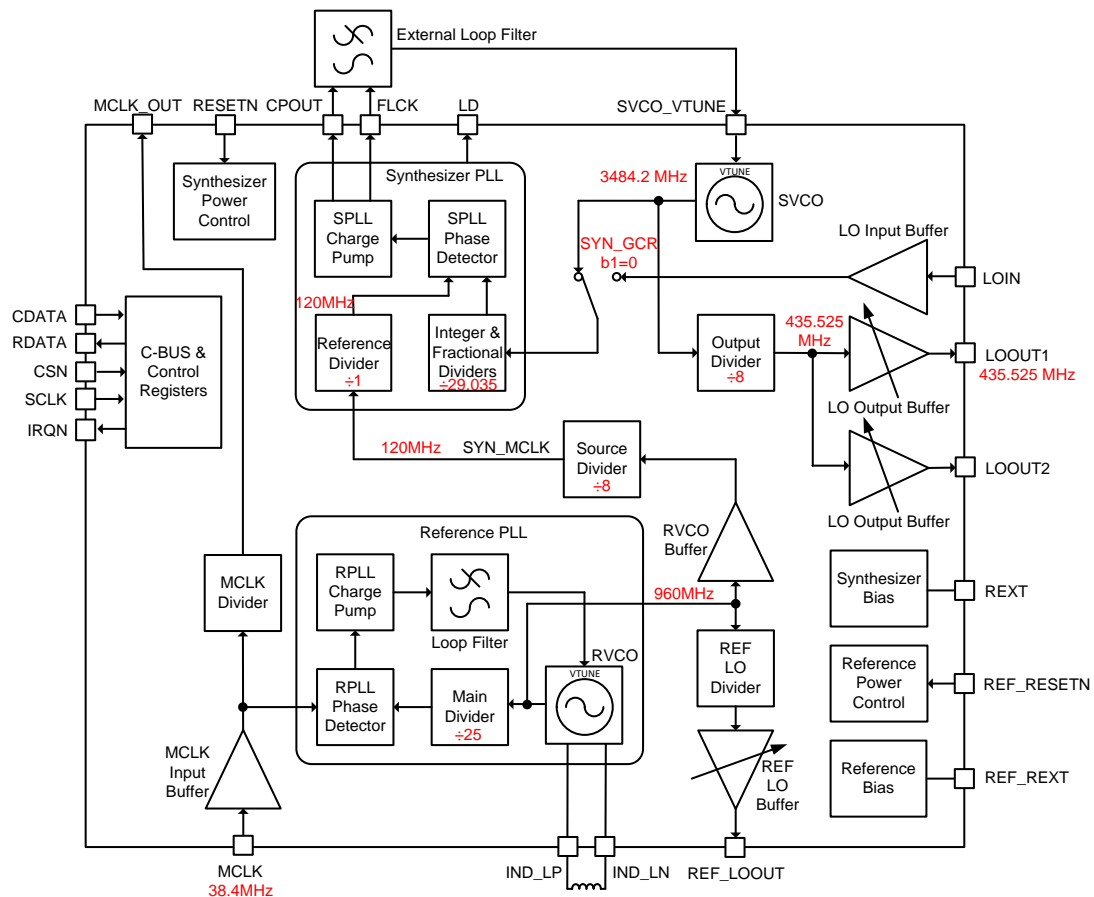 External Loop Filter
MCLK_OUT
RESETN
CPOUT
FLCK
LD
SVCO_VTUNE
Synthesizer
Power
Control
Synthesizer PLL
SPLL
Charge
Pump
SPLL
Phase
Detector
120MHz
Reference
Divider
÷1
Integer &
Fractional
Dividers
÷29.035
3484.2 MHz
VTUNE
SVCO
SYN_GCR
b1=0
LO Input Buffer
LOIN
CDATA
RDATA
CSN
SCLK
IRQN
C-BUS &
Control
Registers
Output
Divider
÷8
435.525
MHz
LOOUT1
435.525 MHz
LO Output Buffer
LOOUT2
LO Output Buffer
120MHz
SYN_MCLK
Source
Divider
÷8
RVCO
Buffer
Reference PLL
MCLK
Divider
RPLL
Charge
Pump
Loop Filter
960MHz
RVCO
VTUNE
RPLL
Phase
Detector
Main
Divider
÷25
REF
LO
Divider
REF
LO
Buffer
Synthesizer
Bias
REXT
Reference
Power
Control
REF_RESETN
Reference
Bias
REF_REXT
MCLK
Input
Buffer
MCLK
38.4MHz
IND_LP
IND_LN
REF_LOOUT